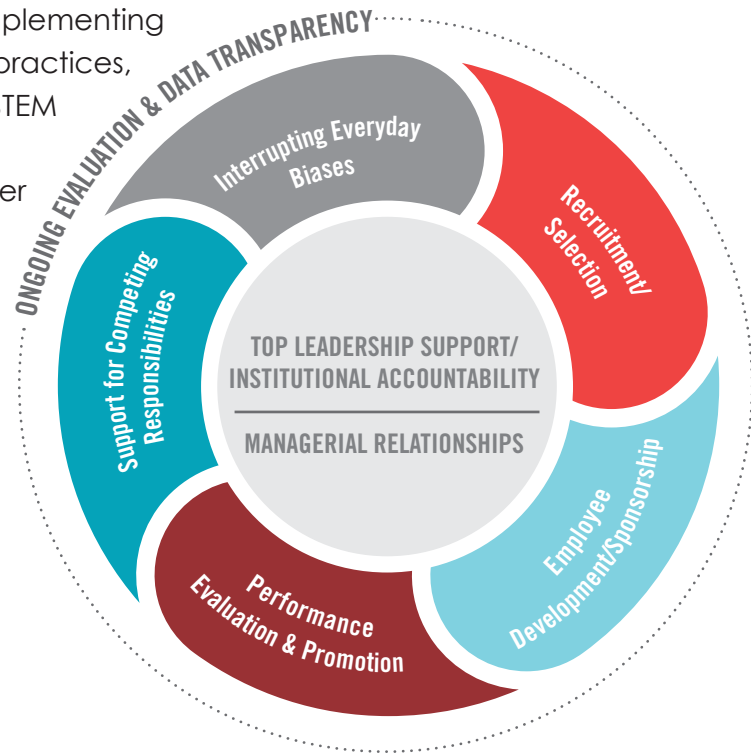 plementing
practices,
STEM
er
ONGOING EVALUATION & DATA TRANSPARENCY
Interrupting Everyday
Biases
Recruitment/
Selection
Employee
Development/Sponsorship
Performance
Evaluation & Promotion
Support for Competing
Responsibilities
TOP LEADERSHIP SUPPORT/
INSTITUTIONAL ACCOUNTABILITY
MANAGERIAL RELATIONSHIPS